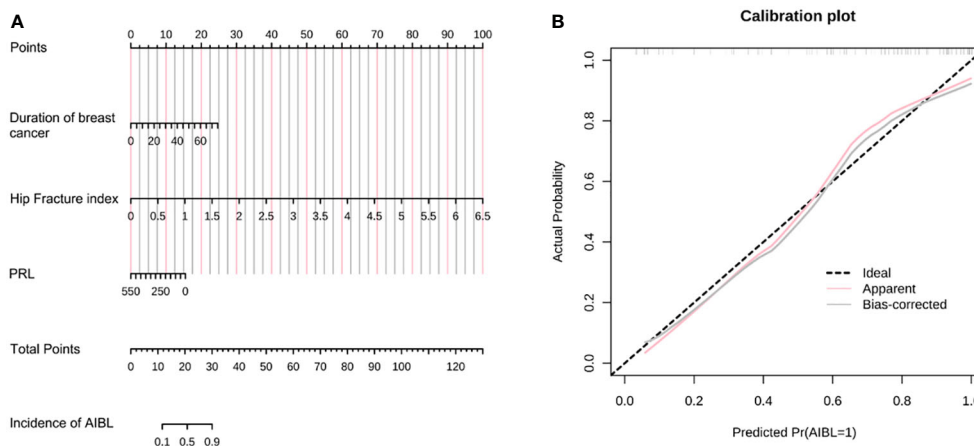 A
Points
0 10 20 30 40 50 60 70 80 90 100
Duration of breast
cancer
0 20 40 60
Hip Fracture index
0 0.5 1 1.5 2 2.5 3 3.5 4 4.5 5 5.5 6 6.5
PRL
550 250 0
Total Points
0 10 20 30 40 50 60 70 80 90 100 120
Incidence of AIBL
0.1 0.5 0.9
B
Calibration plot
Actual Probability
1.0
0.8
0.6
0.4
0.2
0.0
Ideal
Apparent
Bias-corrected
0.0 0.2 0.4 0.6 0.8 1.0
Predicted Pr(AIBL=1)